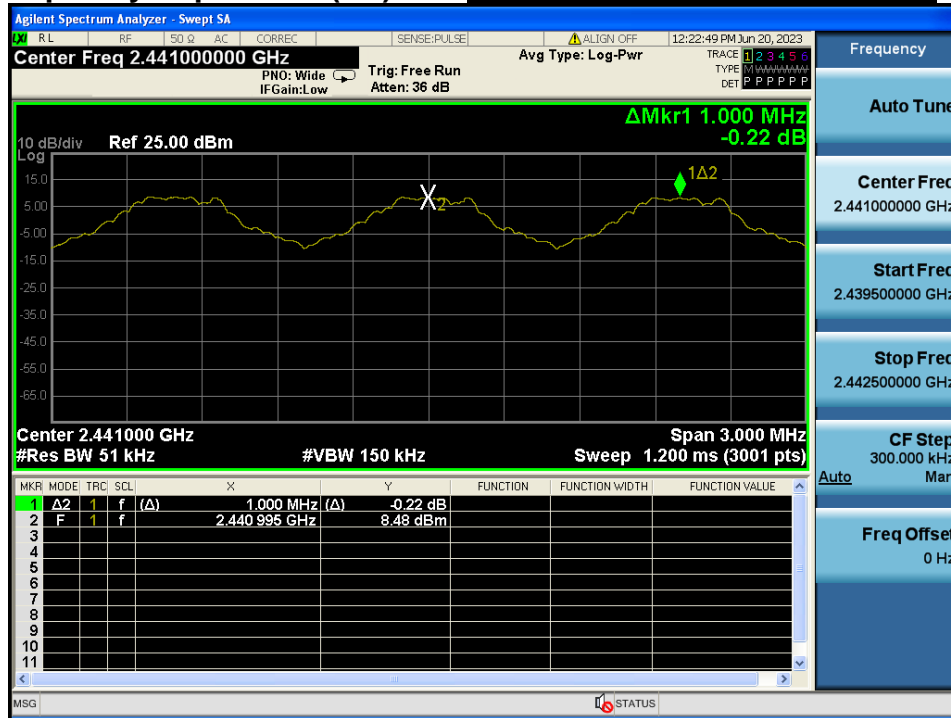 Agilent Spectrum Analyzer - Swept SA
LXI RL RF 50 Ω AC CORREC SENSE:PULSE ALIGN OFF 12:22:49 PM Jun 20, 2023
Center Freq 2.441000000 GHz
PNO: Wide
IFGain:Low
Trig: Free Run
Atten: 36 dB
Avg Type: Log-Pwr
TRACE 1 2 3 4 5 6
TYPE M W W W W W
DET P P P P P P
ΔMkr1 1.000 MHz
-0.22 dB
10 dB/div Ref 25.00 dBm
Log
15.0
5.00
-5.00
-15.0
-25.0
-35.0
-45.0
-55.0
-65.0
1Δ2
X2
Center 2.441000 GHz Span 3.000 MHz
#Res BW 51 kHz #VBW 150 kHz Sweep 1.200 ms (3001 pts)
MKR MODE TRC SCL X Y FUNCTION FUNCTION WIDTH FUNCTION VALUE
1 Δ2 1 f (Δ) 1.000 MHz (Δ) -0.22 dB
2 F 1 f 2.440 995 GHz 8.48 dBm
3
4
5
6
7
8
9
10
11
MSG STATUS
Frequency
Auto Tune
Center Freq
2.441000000 GHz
Start Freq
2.439500000 GHz
Stop Freq
2.442500000 GHz
CF Step
300.000 kHz
Auto Man
Freq Offset
0 Hz